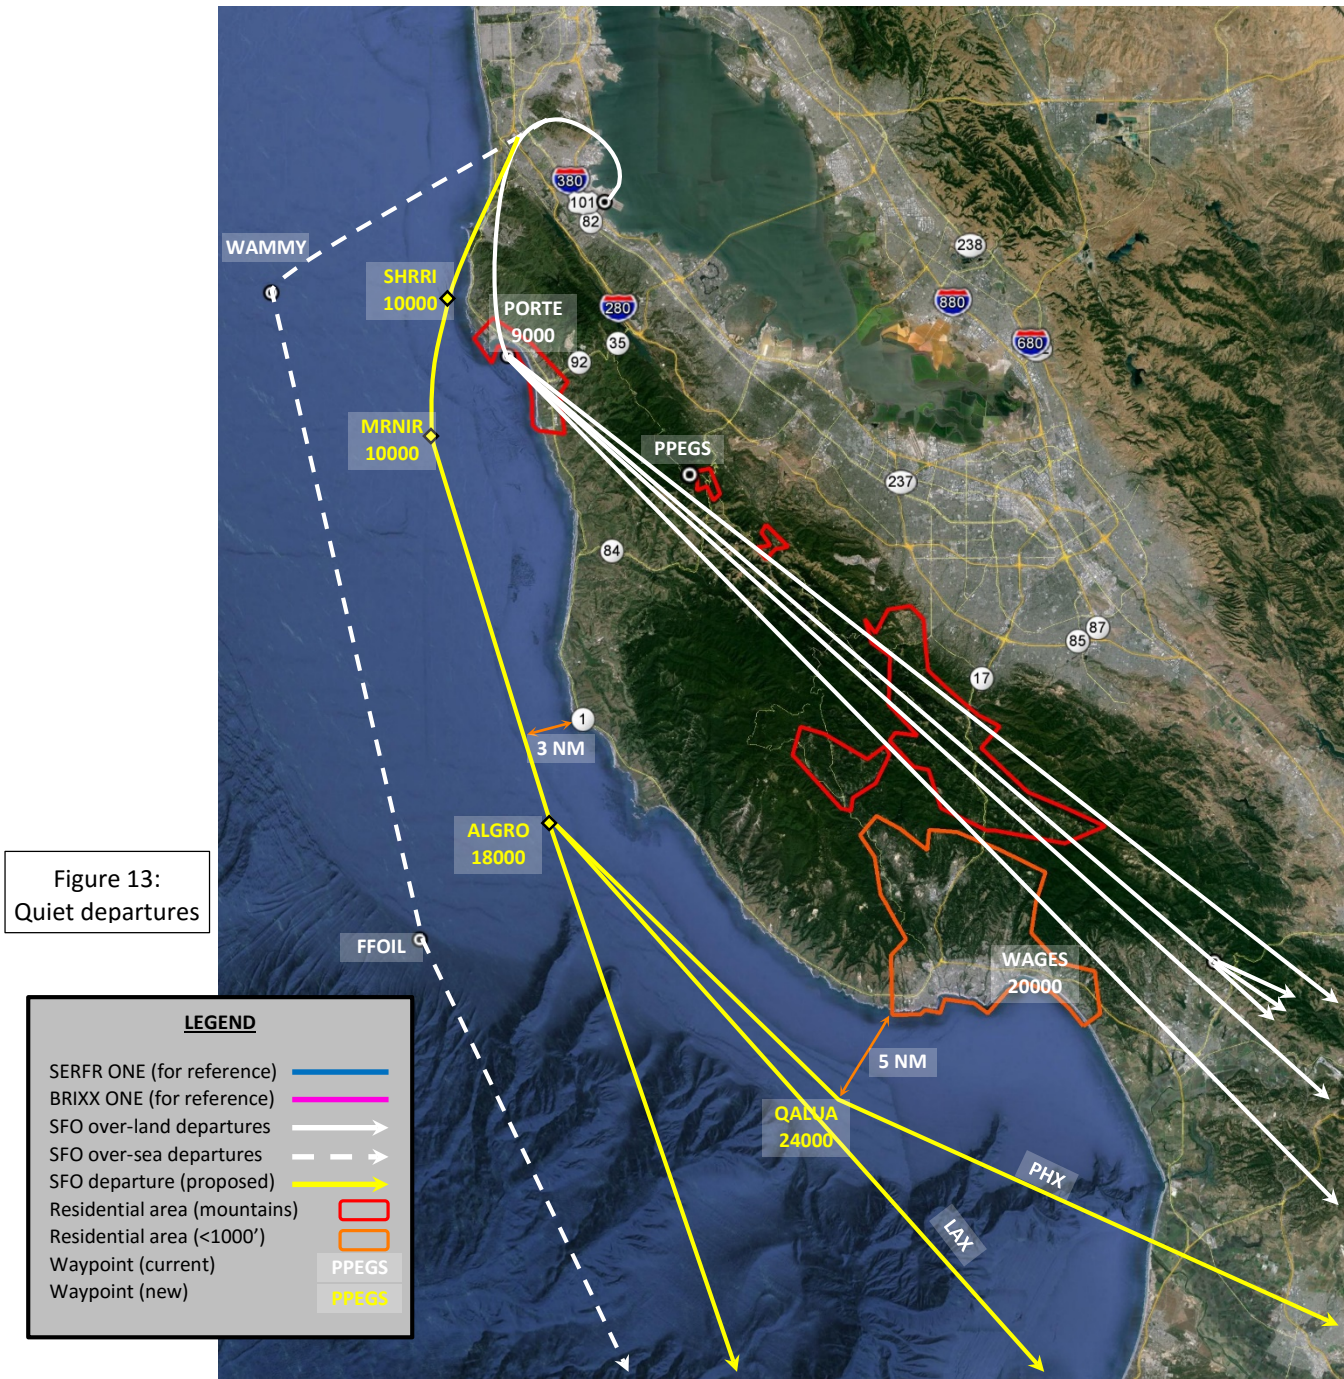 380
101
82
238
WAMMY
SHRRI
10000
880
280
PORTE
9000
35
680
92
MRNIR
10000
PPEGS
237
84
87
85
17
1
3 NM
ALGRO
18000
Figure 13:
Quiet departures
FFOIL
WAGES
20000
5 NM
QALUA
24000
PHX
LAX
LEGEND
SERFR ONE (for reference)
BRIXX ONE (for reference)
SFO over-land departures
SFO over-sea departures
SFO departure (proposed)
Residential area (mountains)
Residential area (<1000')
Waypoint (current) PPEGS
Waypoint (new) PPEGS